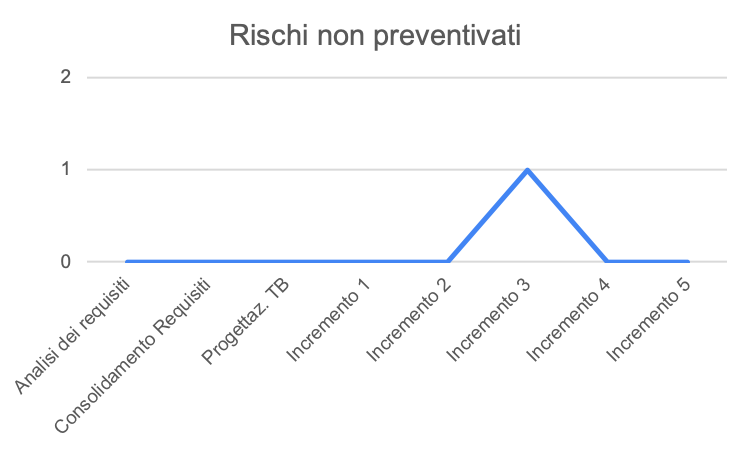 Rischi non preventivati
2
1
0
Analisi dei requisiti
Consolidamento Requisiti
Progettaz. TB
Incremento 1
Incremento 2
Incremento 3
Incremento 4
Incremento 5